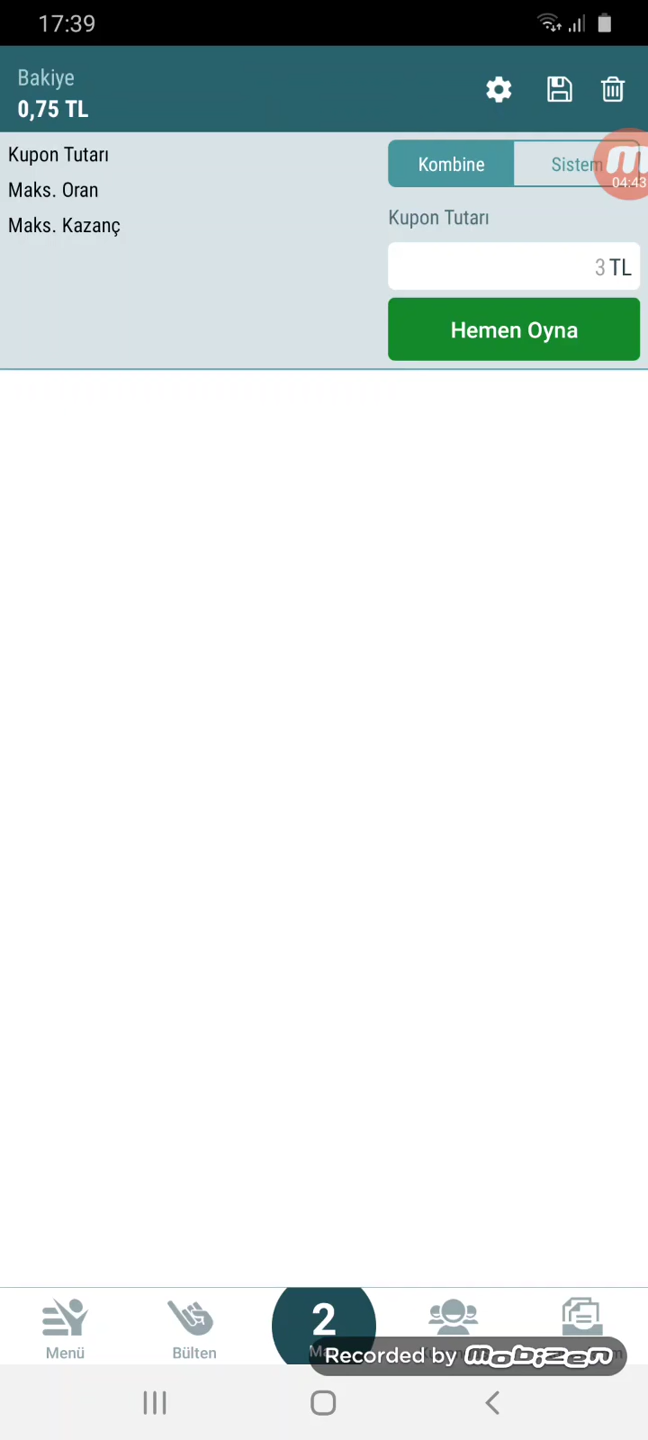 17:39
Bakiye
0,75 TL
Kupon Tutarı
Maks. Oran
Maks. Kazanç
Kombine
Sistem
04:43
Kupon Tutarı
3 TL
Hemen Oyna
2
Menü
Bülten
Recorded by mobizen